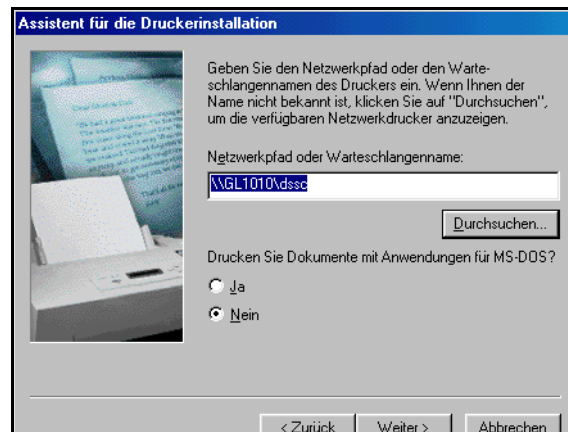 Assistent für die Druckerinstallation
Geben Sie den Netzwerkpfad oder den Warte-
schlangennamen des Druckers ein. Wenn Ihnen der
Name nicht bekannt ist, klicken Sie auf "Durchsuchen",
um die verfügbaren Netzwerkdrucker anzuzeigen.
Netzwerkpfad oder Warteschlangenname:
\\GL1010\dssc
Durchsuchen...
Drucken Sie Dokumente mit Anwendungen für MS-DOS?
Ja
Nein
< Zurück Weiter > Abbrechen